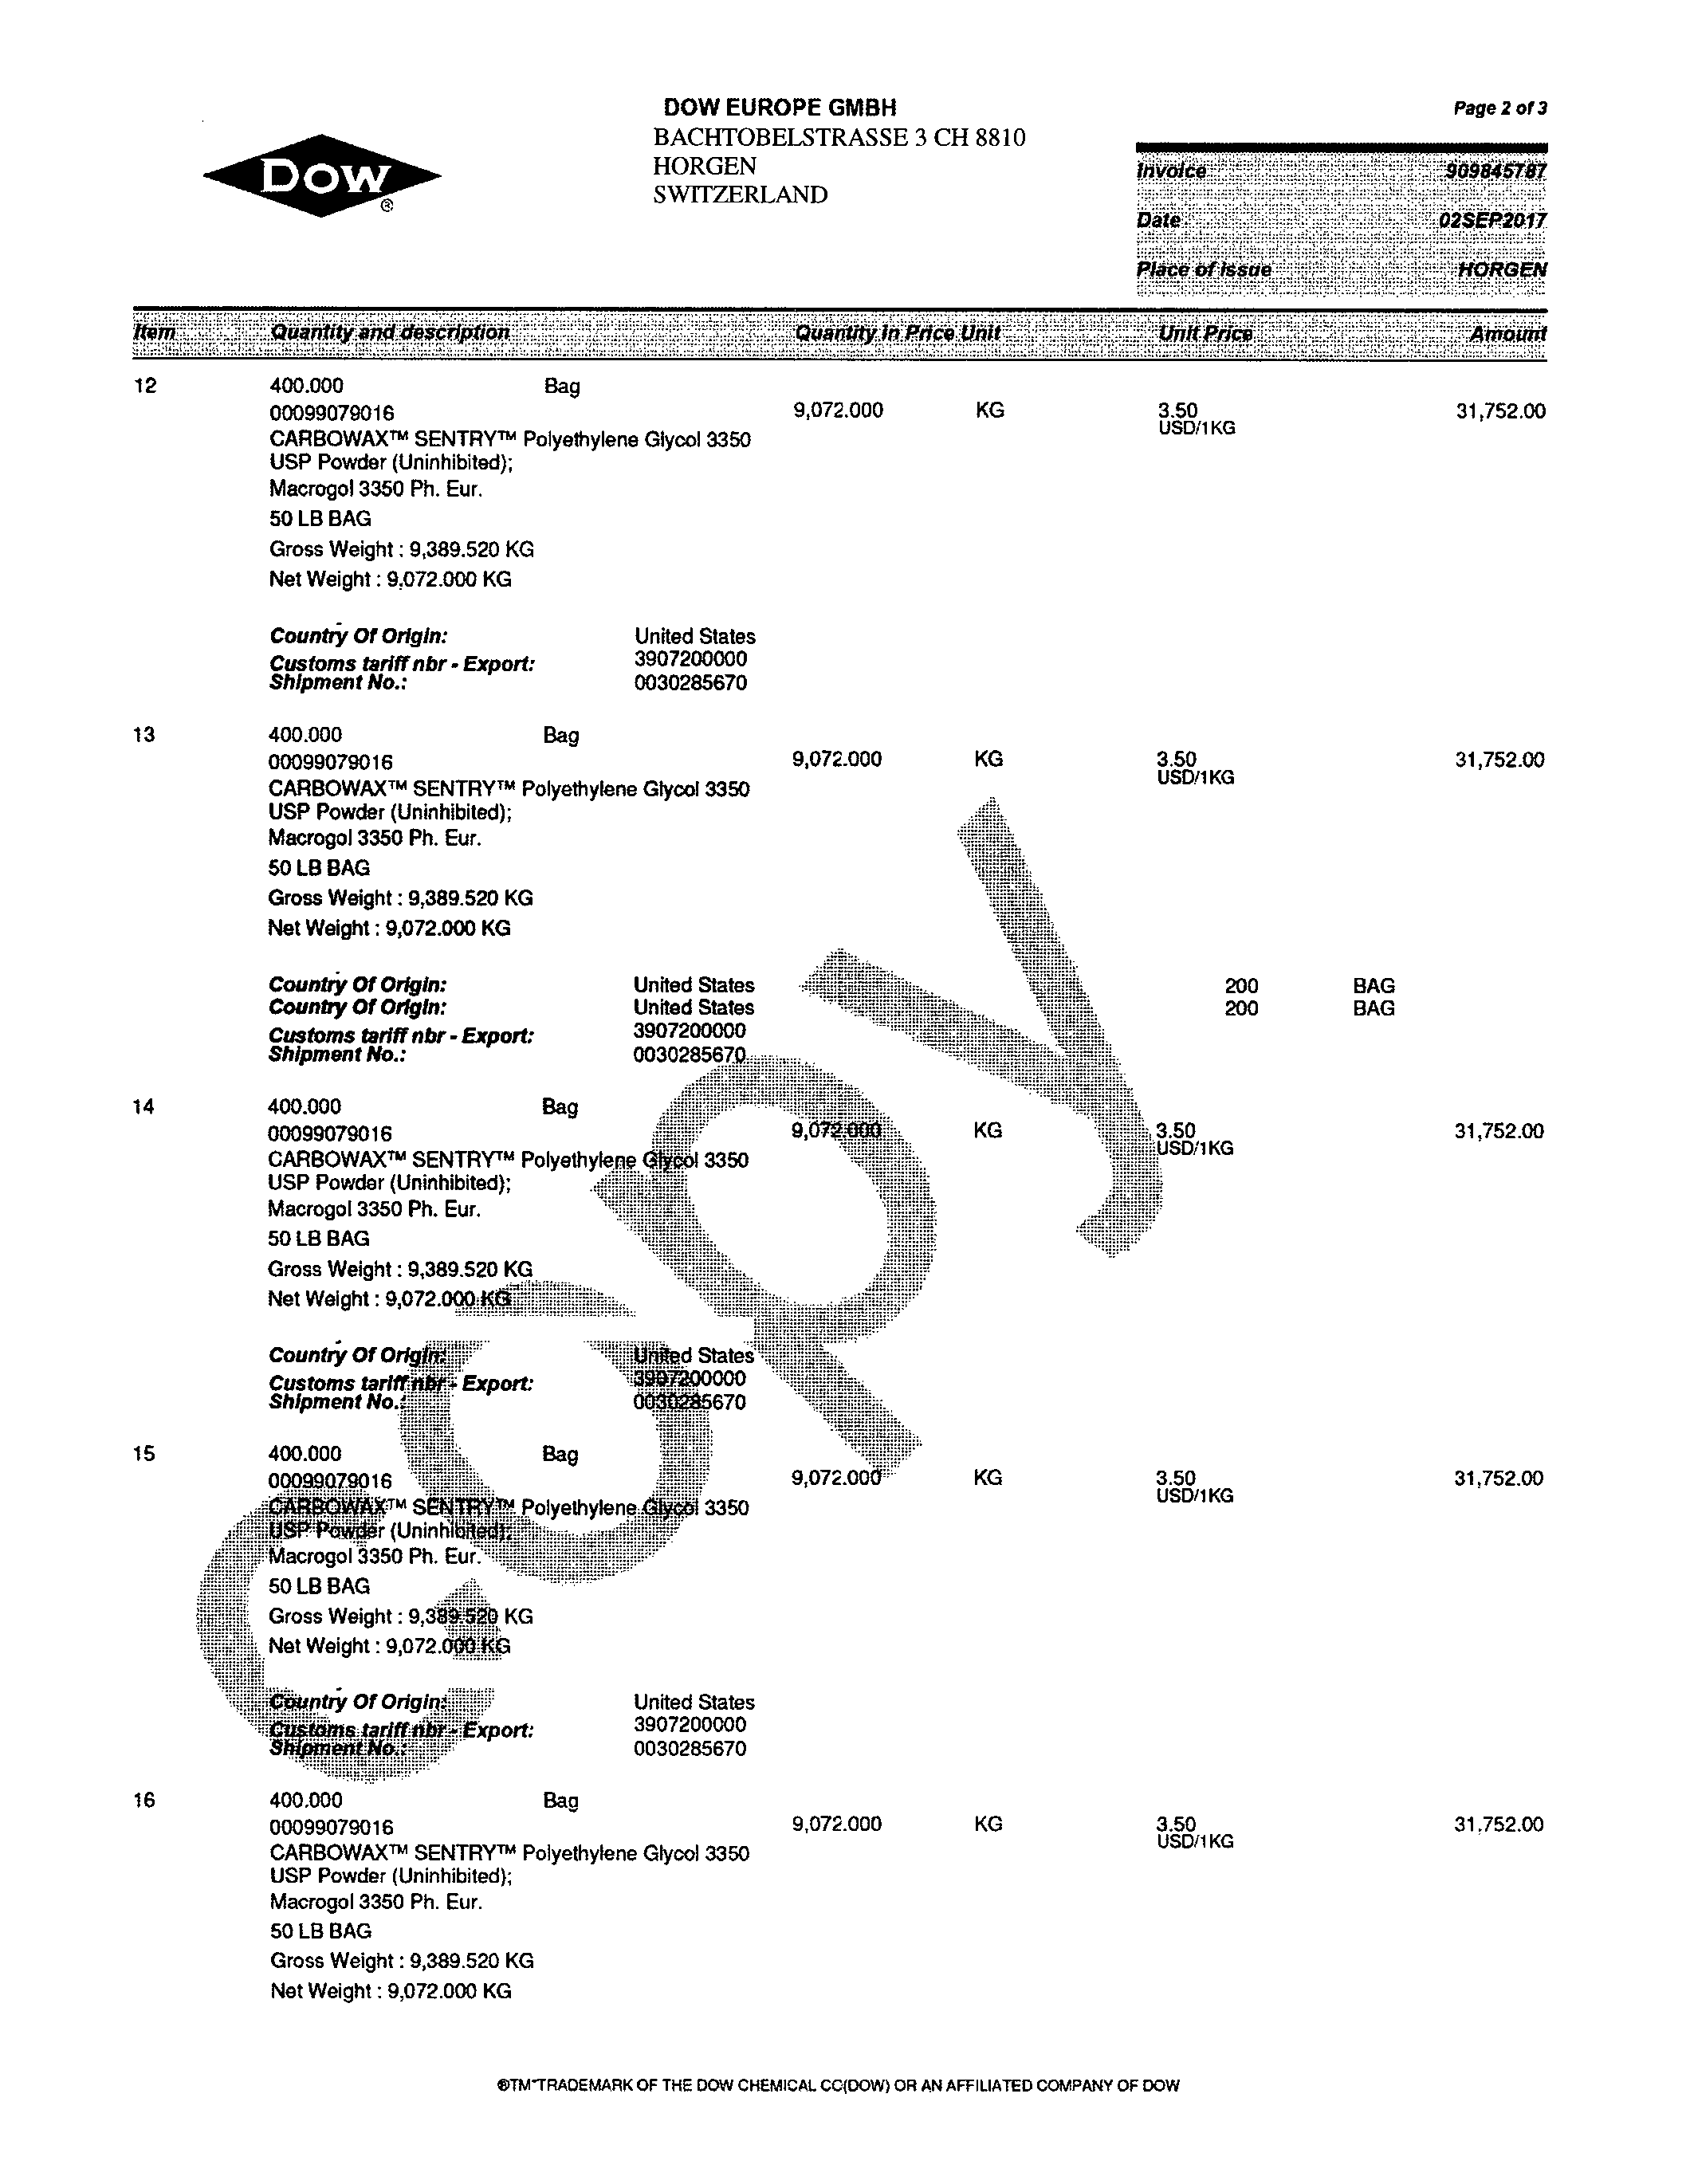 DOW EUROPE GMBH
BACHTOBELSTRASSE 3 CH 8810
HORGEN
SWITZERLAND
Page 2 of 3
Dow
®
Invoice 909845787
Date 02SEP2017
Place of issue HORGEN
Item Quantity and description Quantity in Price Unit Unit Price Amount
12 400.000 Bag
00099079016 9,072.000 KG 3.50 31,752.00
USD/1KG
CARBOWAX™ SENTRY™ Polyethylene Glycol 3350
USP Powder (Uninhibited);
Macrogol 3350 Ph. Eur.
50 LB BAG
Gross Weight : 9,389.520 KG
Net Weight : 9,072.000 KG
Country Of Origin: United States
Customs tariff nbr - Export: 3907200000
Shipment No.: 0030285670
13 400.000 Bag
00099079016 9,072.000 KG 3.50 31,752.00
USD/1KG
CARBOWAX™ SENTRY™ Polyethylene Glycol 3350
USP Powder (Uninhibited);
Macrogol 3350 Ph. Eur.
50 LB BAG
Gross Weight : 9,389.520 KG
Net Weight : 9,072.000 KG
Country Of Origin: United States 200 BAG
Country Of Origin: United States 200 BAG
Customs tariff nbr - Export: 3907200000
Shipment No.: 0030285670
14 400.000 Bag
00099079016 9,072.000 KG 3.50 31,752.00
USD/1KG
CARBOWAX™ SENTRY™ Polyethylene Glycol 3350
USP Powder (Uninhibited);
Macrogol 3350 Ph. Eur.
50 LB BAG
Gross Weight : 9,389.520 KG
Net Weight : 9,072.000 KG
Country Of Origin: United States
Customs tariff nbr - Export: 3907200000
Shipment No.: 0030285670
15 400.000 Bag
00099079016 9,072.000 KG 3.50 31,752.00
USD/1KG
CARBOWAX™ SENTRY™ Polyethylene Glycol 3350
USP Powder (Uninhibited);
Macrogol 3350 Ph. Eur.
50 LB BAG
Gross Weight : 9,389.520 KG
Net Weight : 9,072.000 KG
Country Of Origin: United States
Customs tariff nbr - Export: 3907200000
Shipment No.: 0030285670
16 400.000 Bag
00099079016 9,072.000 KG 3.50 31,752.00
USD/1KG
CARBOWAX™ SENTRY™ Polyethylene Glycol 3350
USP Powder (Uninhibited);
Macrogol 3350 Ph. Eur.
50 LB BAG
Gross Weight : 9,389.520 KG
Net Weight : 9,072.000 KG
Copy
®TM*TRADEMARK OF THE DOW CHEMICAL CC(DOW) OR AN AFFILIATED COMPANY OF DOW